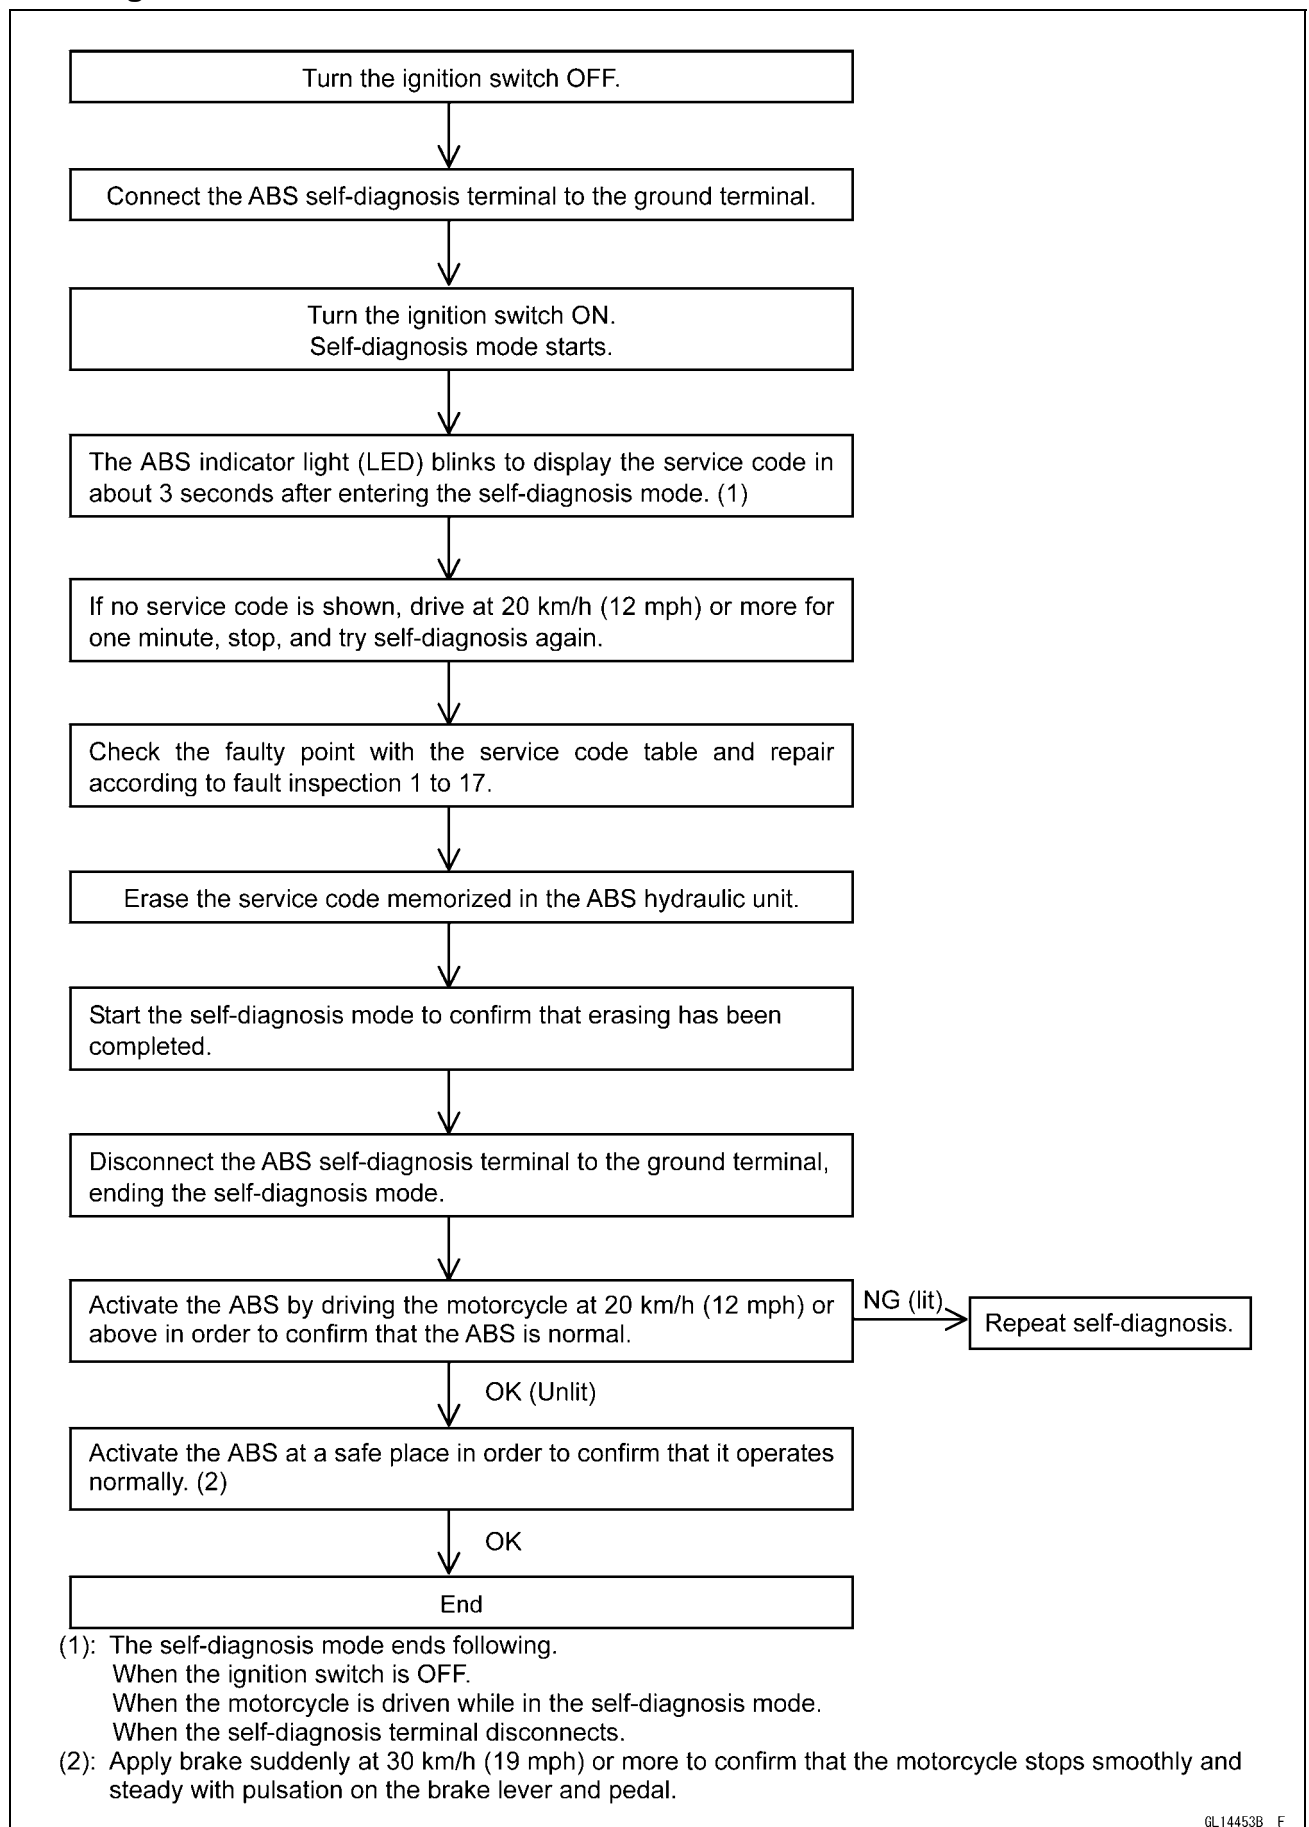 Turn the ignition switch OFF.
Connect the ABS self-diagnosis terminal to the ground terminal.
Turn the ignition switch ON.
Self-diagnosis mode starts.
The ABS indicator light (LED) blinks to display the service code in
about 3 seconds after entering the self-diagnosis mode. (1)
If no service code is shown, drive at 20 km/h (12 mph) or more for
one minute, stop, and try self-diagnosis again.
Check the faulty point with the service code table and repair
according to fault inspection 1 to 17.
Erase the service code memorized in the ABS hydraulic unit.
Start the self-diagnosis mode to confirm that erasing has been
completed.
Disconnect the ABS self-diagnosis terminal to the ground terminal,
ending the self-diagnosis mode.
Activate the ABS by driving the motorcycle at 20 km/h (12 mph) or
above in order to confirm that the ABS is normal.
NG (lit)
Repeat self-diagnosis.
OK (Unlit)
Activate the ABS at a safe place in order to confirm that it operates
normally. (2)
OK
End
(1): The self-diagnosis mode ends following.
When the ignition switch is OFF.
When the motorcycle is driven while in the self-diagnosis mode.
When the self-diagnosis terminal disconnects.
(2): Apply brake suddenly at 30 km/h (19 mph) or more to confirm that the motorcycle stops smoothly and
steady with pulsation on the brake lever and pedal.
GL14453B F